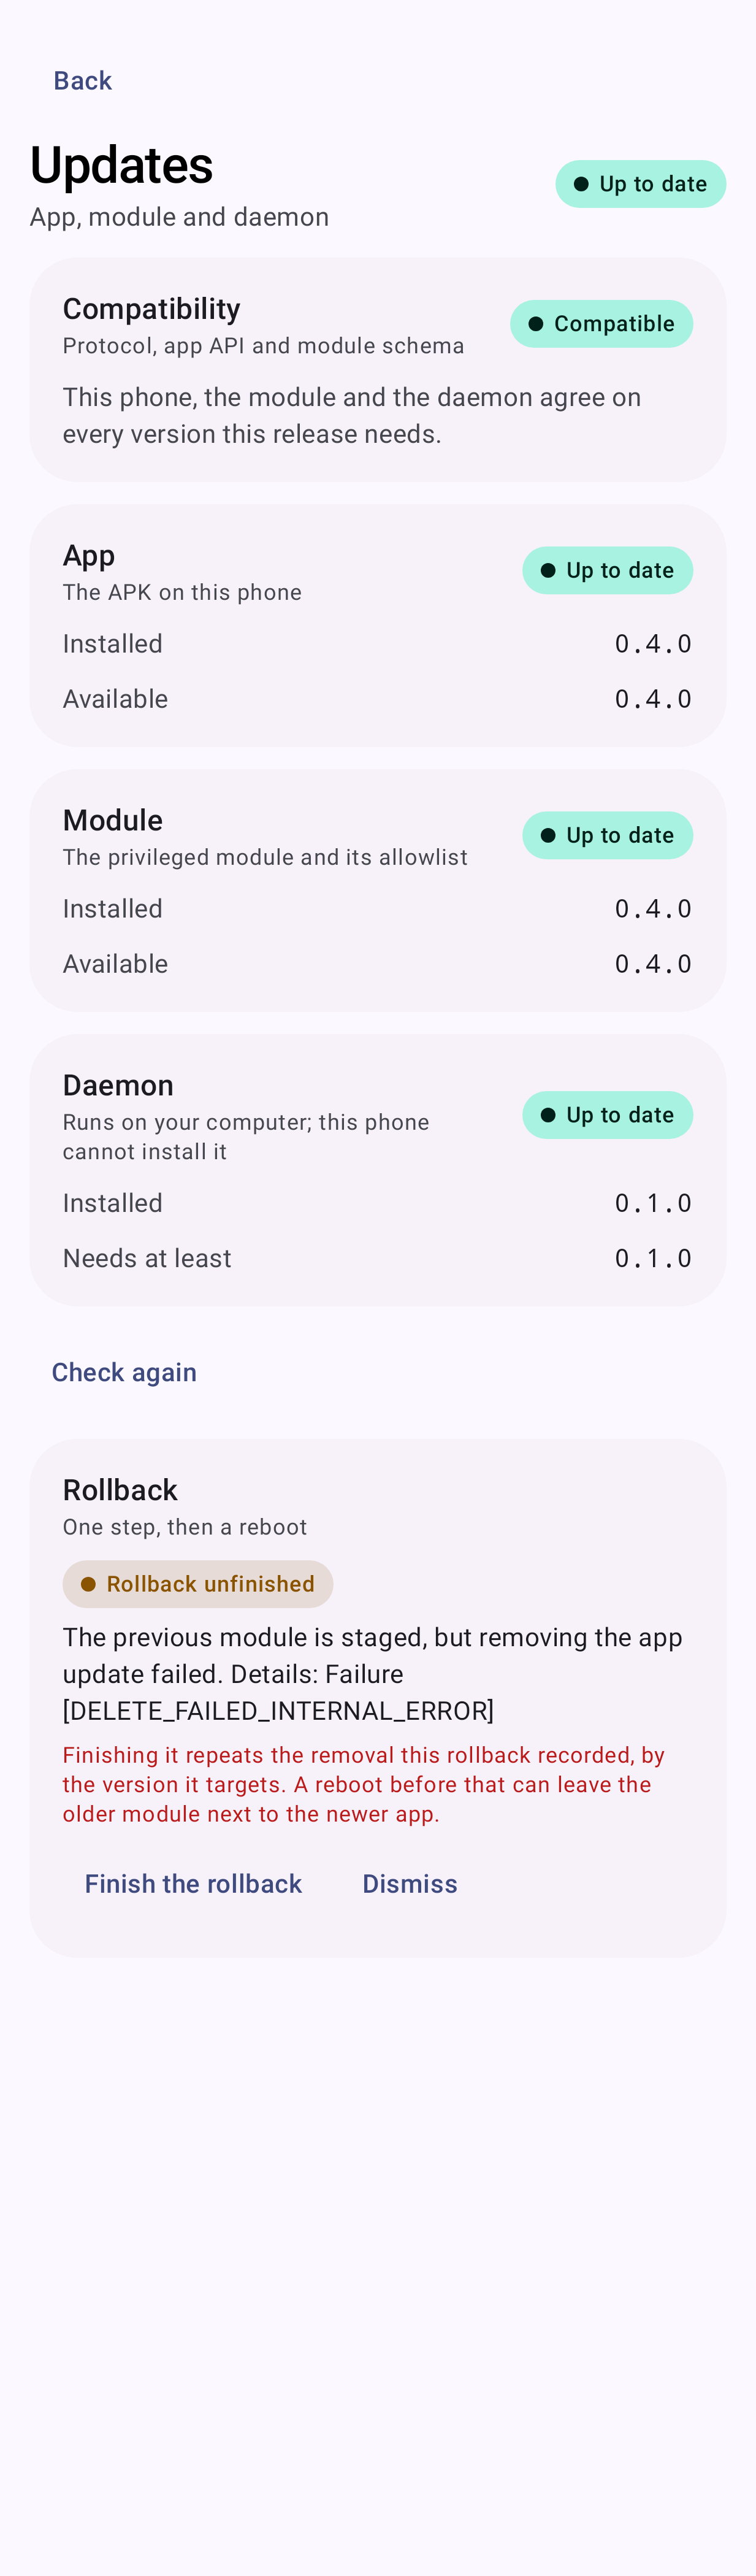 Back
Updates
App, module and daemon
Up to date
Compatibility
Protocol, app API and module schema
Compatible
This phone, the module and the daemon agree on
every version this release needs.
App
The APK on this phone
Up to date
Installed 0.4.0
Available 0.4.0
Module
The privileged module and its allowlist
Up to date
Installed 0.4.0
Available 0.4.0
Daemon
Runs on your computer; this phone
cannot install it
Up to date
Installed 0.1.0
Needs at least 0.1.0
Check again
Rollback
One step, then a reboot
Rollback unfinished
The previous module is staged, but removing the app
update failed. Details: Failure
[DELETE_FAILED_INTERNAL_ERROR]
Finishing it repeats the removal this rollback recorded, by
the version it targets. A reboot before that can leave the
older module next to the newer app.
Finish the rollback Dismiss